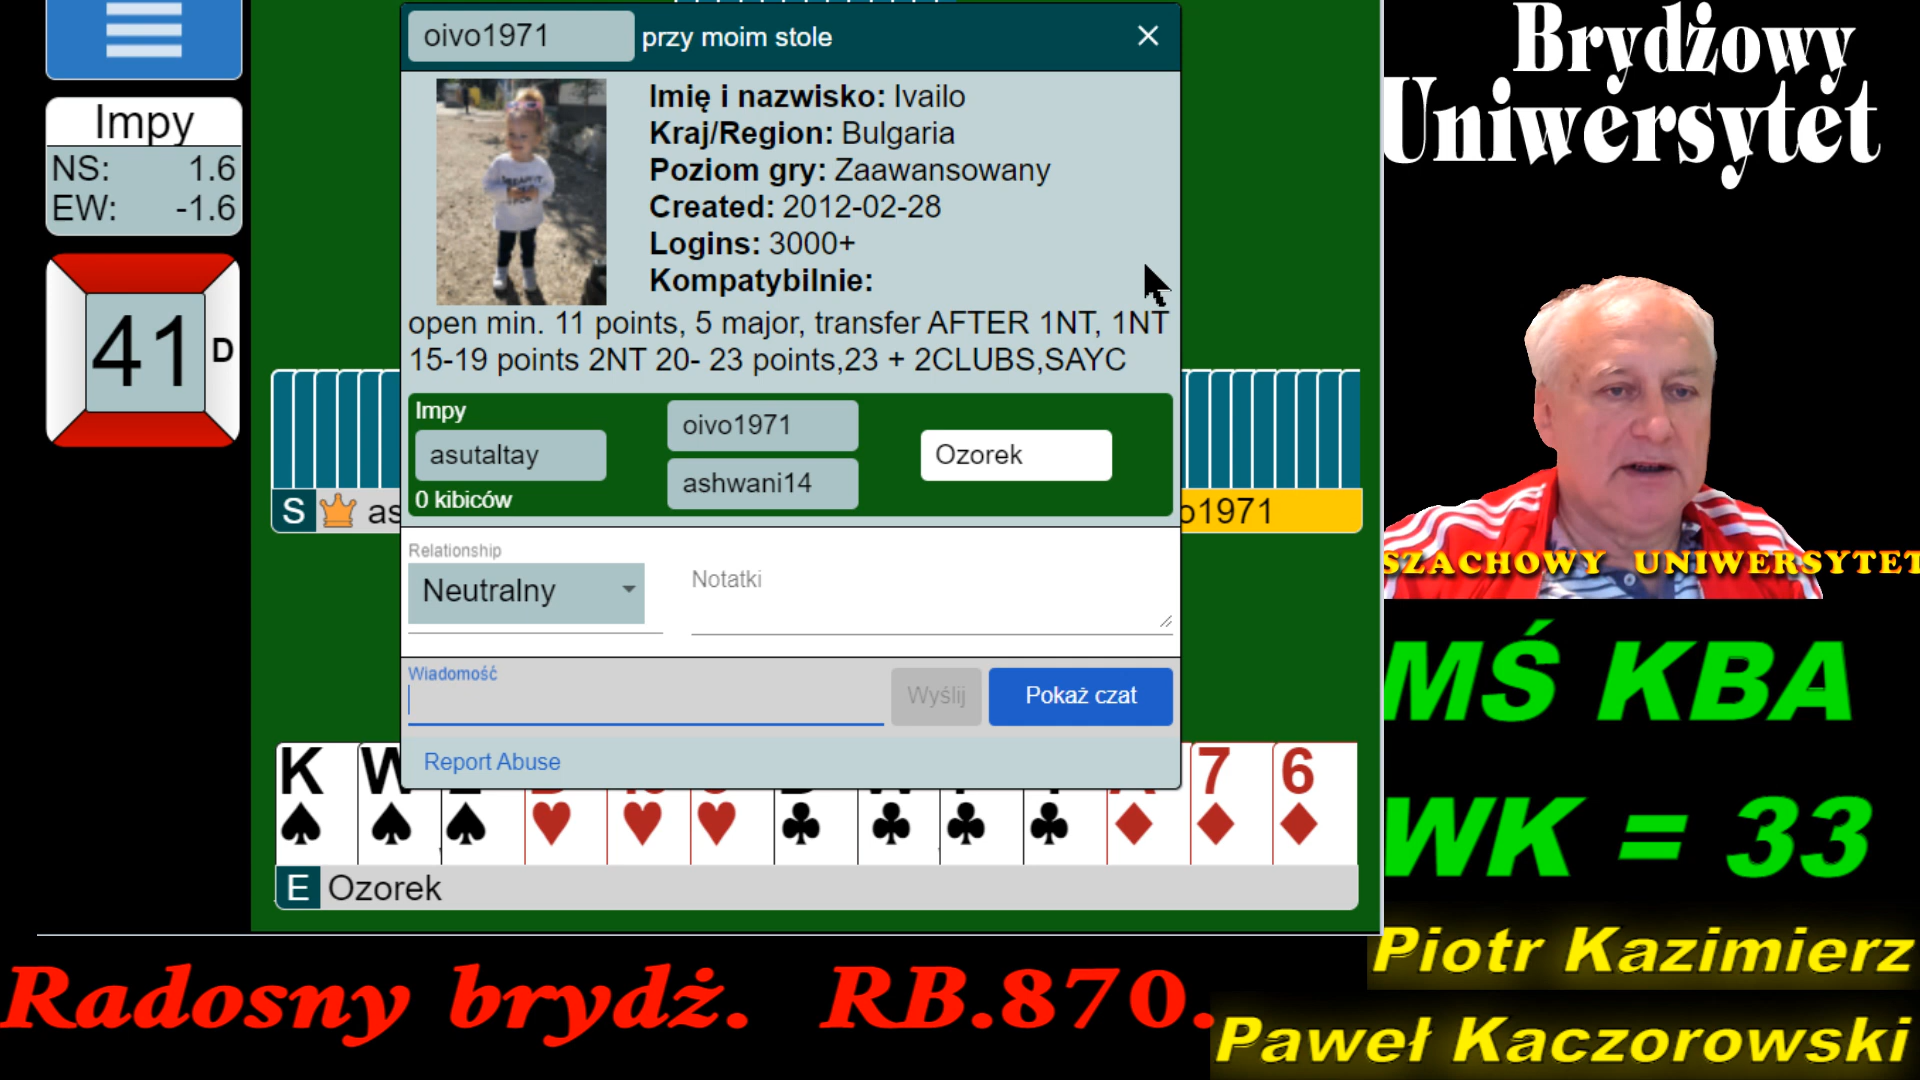 oivo1971 przy moim stole
Imię i nazwisko: Ivailo
Kraj/Region: Bulgaria
Poziom gry: Zaawansowany
Created: 2012-02-28
Logins: 3000+
Kompatybilnie:
open min. 11 points, 5 major, transfer AFTER 1NT, 1NT
15-19 points 2NT 20- 23 points,23 + 2CLUBS,SAYC
Impy
asutaltay
oivo1971
ashwani14
Ozorek
0 kibiców
Relationship
Neutralny
Notatki
Wiadomość
Wyślij
Pokaż czat
Report Abuse
Impy
NS: 1.6
EW: -1.6
41 D
S as
o1971
K W
7 6
E Ozorek
Brydżowy
Uniwersytet
SZACHOWY UNIWERSYTET
MŚ KBA
WK = 33
Piotr Kazimierz
Paweł Kaczorowski
Radosny brydż. RB.870.